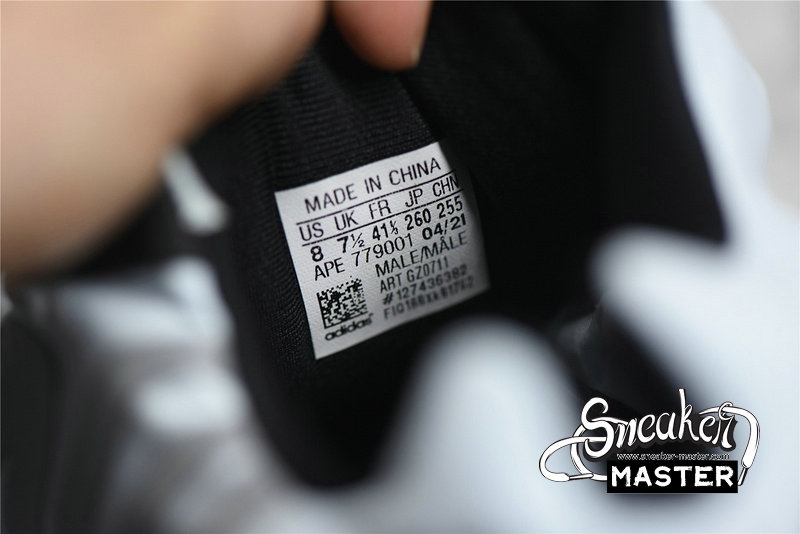 MADE IN CHINA
US UK FR JP CHN
8 7½ 41⅓ 260 255
APE 779001 04/21
MALE/MÂLE
ART GZ0711
#127436382
adidas
Sneaker
www.sneaker-master.com
MASTER